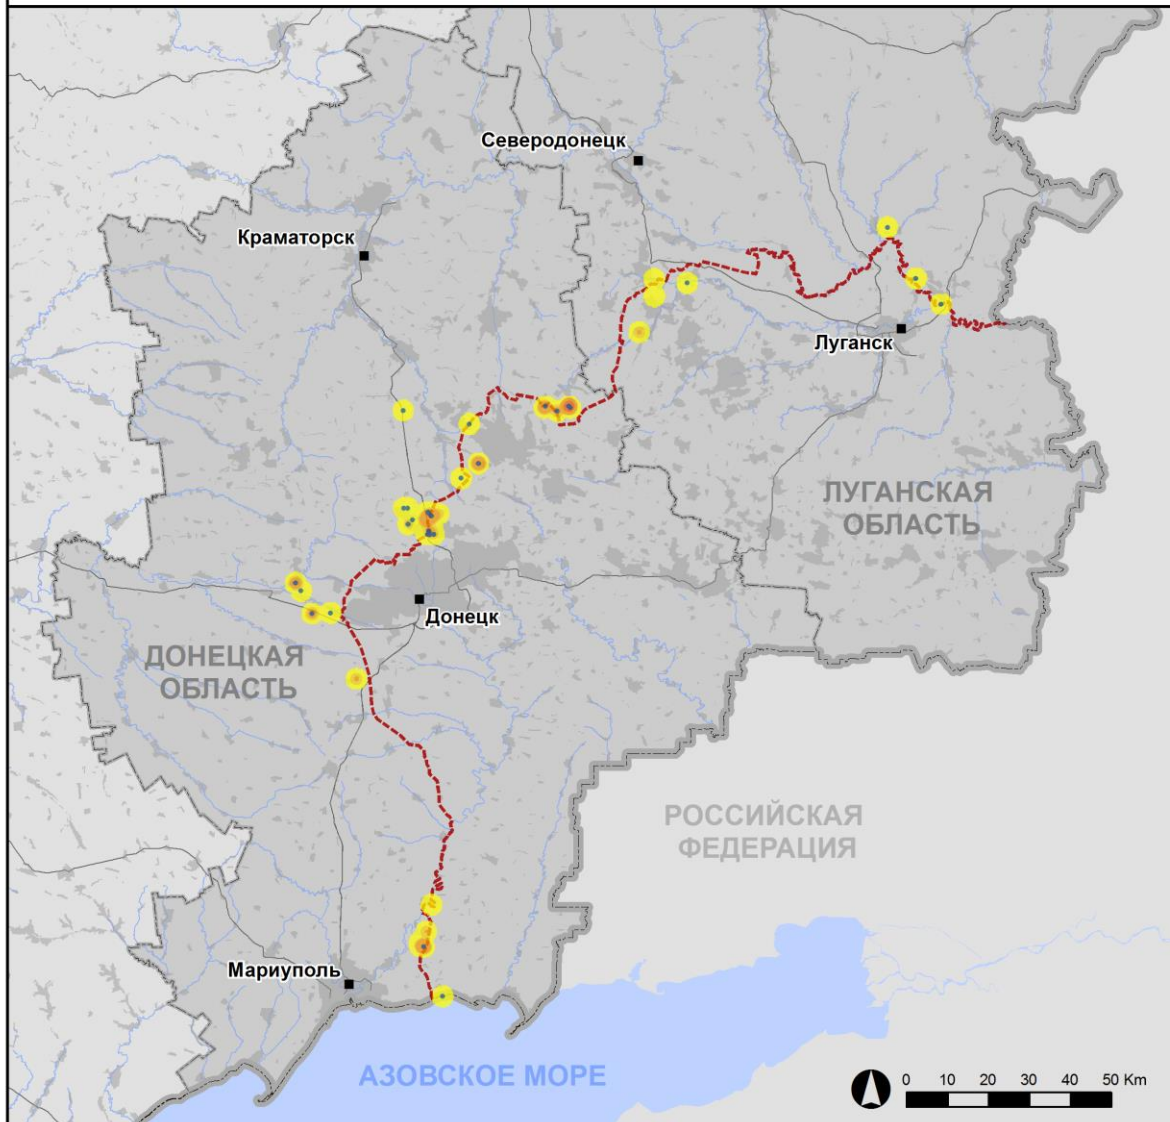 Северодонецк
Краматорск
Луганск
ЛУГАНСКАЯ
ОБЛАСТЬ
Донецк
ДОНЕЦКАЯ
ОБЛАСТЬ
РОССИЙСКАЯ
ФЕДЕРАЦИЯ
Мариуполь
АЗОВСКОЕ МОРЕ
0 10 20 30 40 50 Km